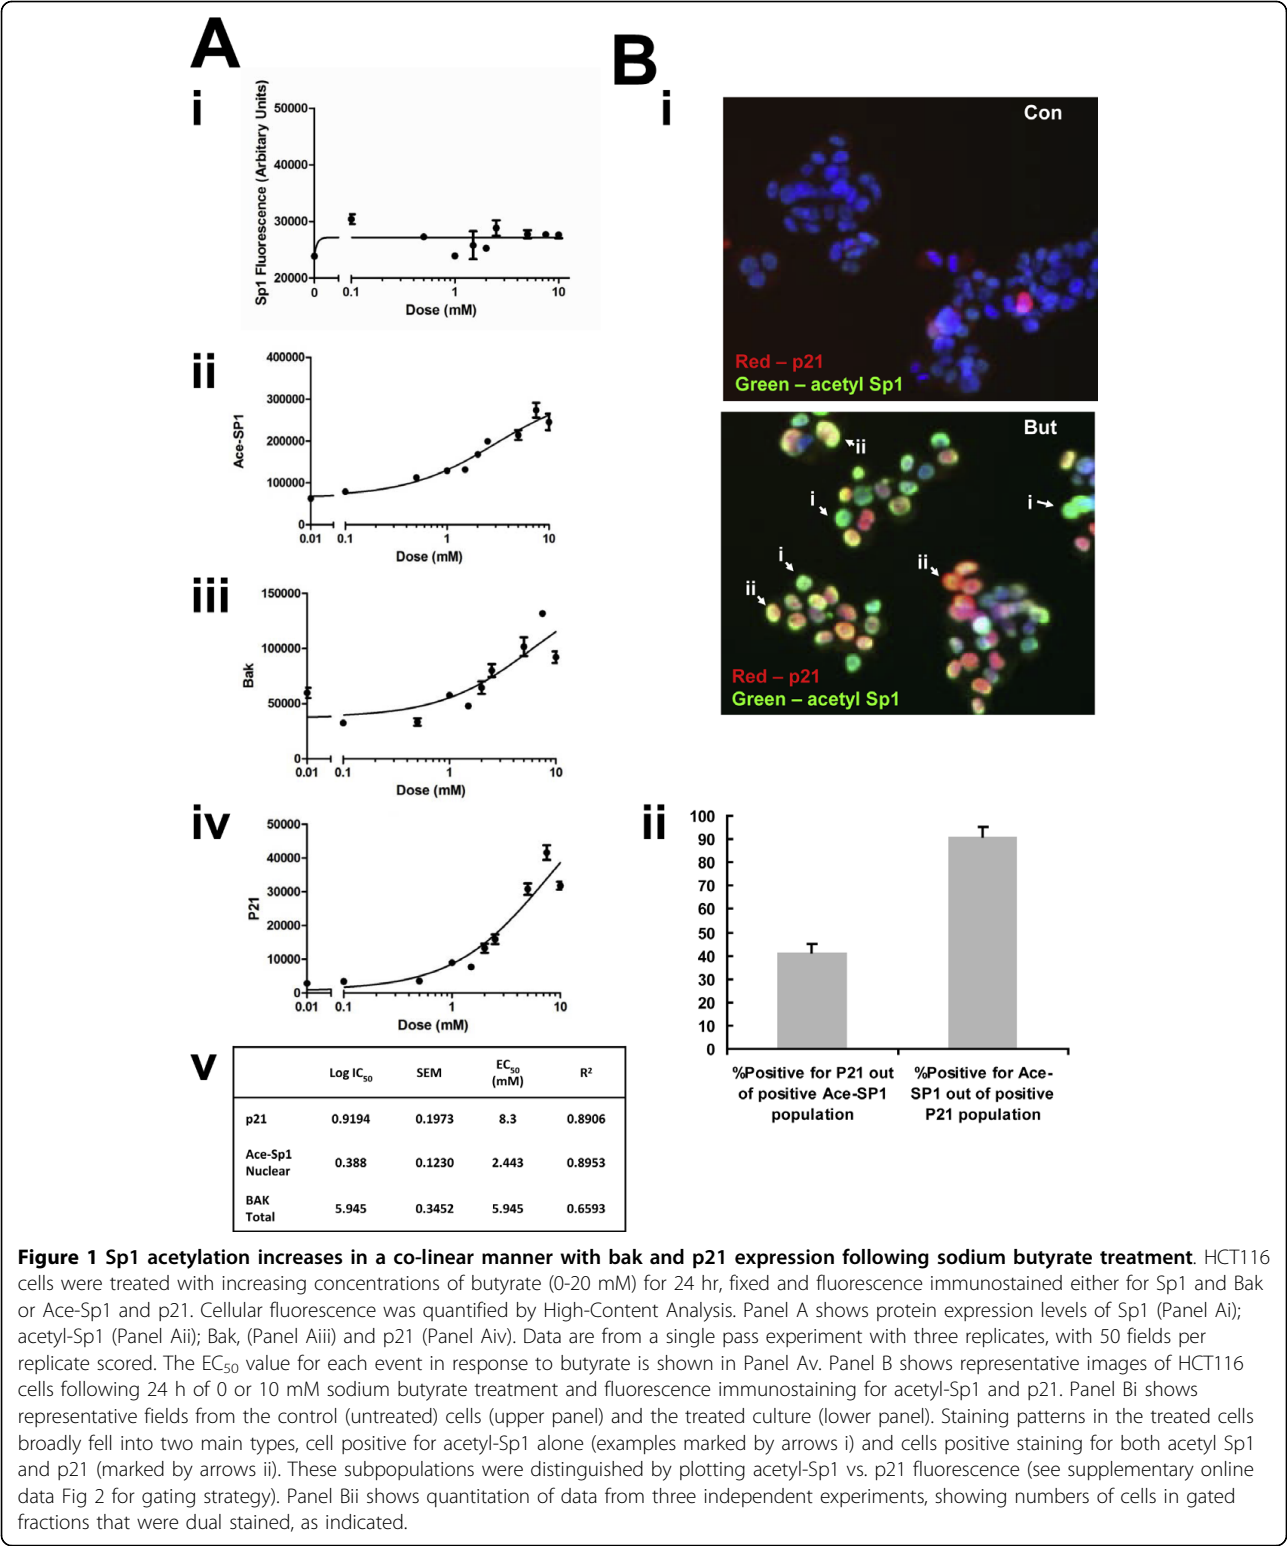 A
i
Sp1 Fluorescence (Arbitary Units)
50000
40000
30000
20000
0 0.1 1 10
Dose (mM)
ii
Ace-SP1
400000
300000
200000
100000
0
0.01 0.1 1 10
Dose (mM)
iii
Bak
150000
100000
50000
0
0.01 0.1 1 10
Dose (mM)
iv
P21
50000
40000
30000
20000
10000
0
0.01 0.1 1 10
Dose (mM)
v
Log IC50 SEM EC50 (mM) R2
p21 0.9194 0.1973 8.3 0.8906
Ace-Sp1 Nuclear 0.388 0.1230 2.443 0.8953
BAK Total 5.945 0.3452 5.945 0.6593
B
i
Con
Red – p21
Green – acetyl Sp1
But
ii
i
i
i
ii
ii
Red – p21
Green – acetyl Sp1
ii
100
90
80
70
60
50
40
30
20
10
0
%Positive for P21 out
of positive Ace-SP1
population
%Positive for Ace-
SP1 out of positive
P21 population
Figure 1 Sp1 acetylation increases in a co-linear manner with bak and p21 expression following sodium butyrate treatment. HCT116
cells were treated with increasing concentrations of butyrate (0-20 mM) for 24 hr, fixed and fluorescence immunostained either for Sp1 and Bak
or Ace-Sp1 and p21. Cellular fluorescence was quantified by High-Content Analysis. Panel A shows protein expression levels of Sp1 (Panel Ai);
acetyl-Sp1 (Panel Aii); Bak, (Panel Aiii) and p21 (Panel Aiv). Data are from a single pass experiment with three replicates, with 50 fields per
replicate scored. The EC50 value for each event in response to butyrate is shown in Panel Av. Panel B shows representative images of HCT116
cells following 24 h of 0 or 10 mM sodium butyrate treatment and fluorescence immunostaining for acetyl-Sp1 and p21. Panel Bi shows
representative fields from the control (untreated) cells (upper panel) and the treated culture (lower panel). Staining patterns in the treated cells
broadly fell into two main types, cell positive for acetyl-Sp1 alone (examples marked by arrows i) and cells positive staining for both acetyl Sp1
and p21 (marked by arrows ii). These subpopulations were distinguished by plotting acetyl-Sp1 vs. p21 fluorescence (see supplementary online
data Fig 2 for gating strategy). Panel Bii shows quantitation of data from three independent experiments, showing numbers of cells in gated
fractions that were dual stained, as indicated.